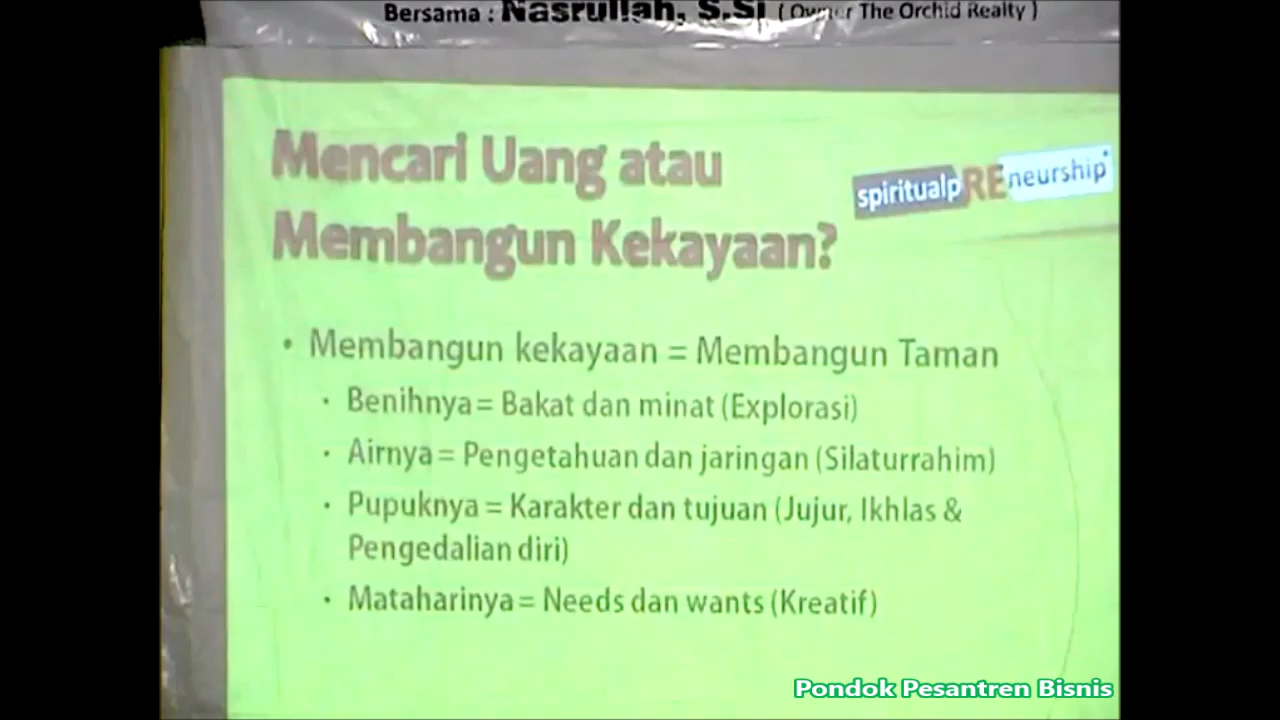 Bersama : Nasrullah, S.Si ( Owner The Orchid Realty )
Mencari Uang atau
spiritualpREneurship
Membangun Kekayaan?
• Membangun kekayaan = Membangun Taman
• Benihnya = Bakat dan minat (Explorasi)
• Airnya = Pengetahuan dan jaringan (Silaturrahim)
• Pupuknya = Karakter dan tujuan (Jujur, Ikhlas &
Pengedalian diri)
• Mataharinya = Needs dan wants (Kreatif)
Pondok Pesantren Bisnis